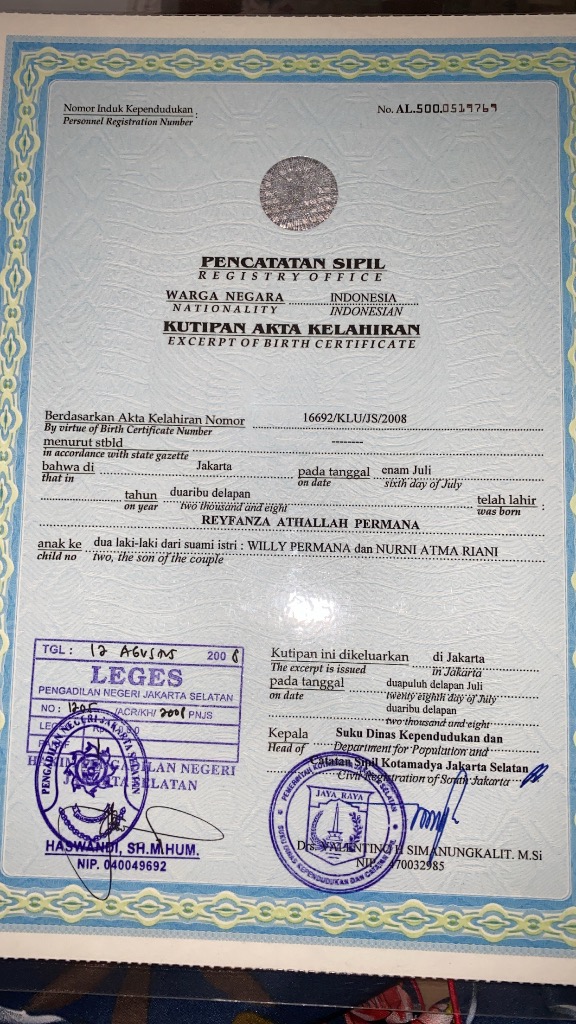 Nomor Induk Kependudukan :
Personnel Registration Number
No. AL.500.0519769
PENCATATAN SIPIL
REGISTRY OFFICE
WARGA NEGARA INDONESIA
NATIONALITY INDONESIAN
KUTIPAN AKTA KELAHIRAN
EXCERPT OF BIRTH CERTIFICATE
Berdasarkan Akta Kelahiran Nomor 16692/KLU/JS/2008
By virtue of Birth Certificate Number
menurut stbld --------
in accordance with state gazette
bahwa di Jakarta pada tanggal enam Juli
that in on date sixth day of July
tahun duaribu delapan telah lahir :
on year two thousand and eight was born
REYFANZA ATHALLAH PERMANA
anak ke dua laki-laki dari suami istri : WILLY PERMANA dan NURNI ATMA RIANI
child no two, the son of the couple
Kutipan ini dikeluarkan di Jakarta
The excerpt is issued in Jakarta
pada tanggal duapuluh delapan Juli
on date twenty eighth day of July
duaribu delapan
two thousand and eight
Kepala Suku Dinas Kependudukan dan
Head of Department for Population and
Catatan Sipil Kotamadya Jakarta Selatan
Civil Registration of South Jakarta
JAYA RAYA
Drs. VALENTINO H SIMANUNGKALIT. M.Si
NIP. 470032985
TGL : 12 AGUSTUS 2008
LEGES
PENGADILAN NEGERI JAKARTA SELATAN
NO : 1205 /ACR/KH/ 2008 PNJS
PENGADILAN NEGERI
JAKARTA SELATAN
PENGADILAN NEGERI JAKARTA SELATAN
HASWANDI, SH.M.HUM.
NIP. 040049692